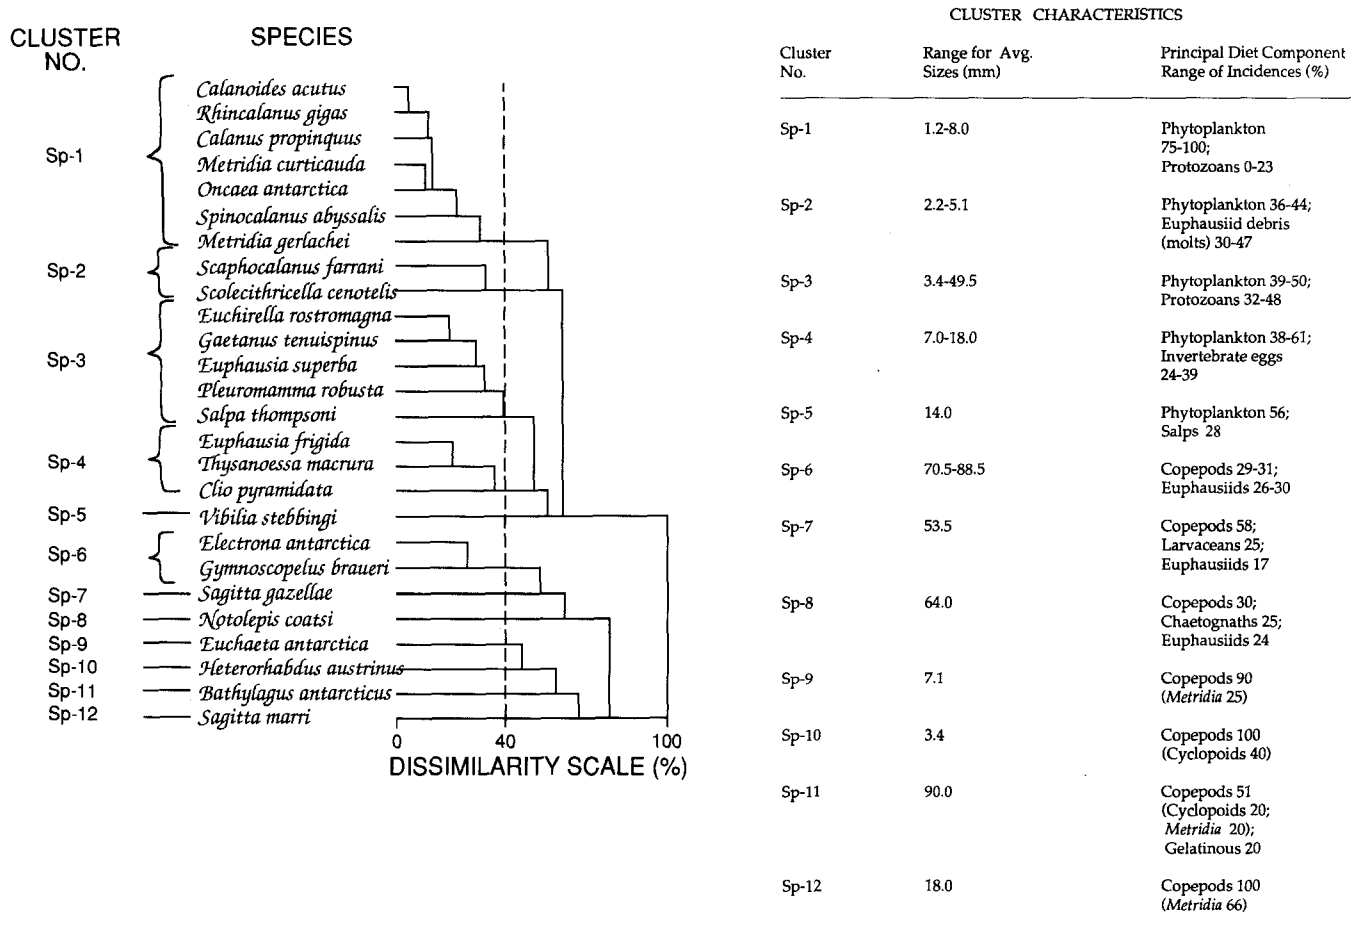 CLUSTER
NO.
SPECIES
Sp-1
Calanoides acutus
Rhincalanus gigas
Calanus propinquus
Metridia curticauda
Oncaea antarctica
Spinocalanus abyssalis
Metridia gerlachei
Sp-2
Scaphocalanus farrani
Scolecithricella cenotelis
Sp-3
Euchirella rostromagna
Gaetanus tenuispinus
Euphausia superba
Pleuromamma robusta
Salpa thompsoni
Sp-4
Euphausia frigida
Thysanoessa macrura
Clio pyramidata
Sp-5
Vibilia stebbingi
Sp-6
Electrona antarctica
Gymnoscopelus braueri
Sp-7
Sagitta gazellae
Sp-8
Notolepis coatsi
Sp-9
Euchaeta antarctica
Sp-10
Heterorhabdus austrinus
Sp-11
Bathylagus antarcticus
Sp-12
Sagitta marri
0 40 100
DISSIMILARITY SCALE (%)
CLUSTER CHARACTERISTICS
Cluster
No.
Range for Avg.
Sizes (mm)
Principal Diet Component
Range of Incidences (%)
Sp-1 1.2-8.0 Phytoplankton
75-100;
Protozoans 0-23
Sp-2 2.2-5.1 Phytoplankton 36-44;
Euphausiid debris
(molts) 30-47
Sp-3 3.4-49.5 Phytoplankton 39-50;
Protozoans 32-48
Sp-4 7.0-18.0 Phytoplankton 38-61;
Invertebrate eggs
24-39
Sp-5 14.0 Phytoplankton 56;
Salps 28
Sp-6 70.5-88.5 Copepods 29-31;
Euphausiids 26-30
Sp-7 53.5 Copepods 58;
Larvaceans 25;
Euphausiids 17
Sp-8 64.0 Copepods 30;
Chaetognaths 25;
Euphausiids 24
Sp-9 7.1 Copepods 90
(Metridia 25)
Sp-10 3.4 Copepods 100
(Cyclopoids 40)
Sp-11 90.0 Copepods 51
(Cyclopoids 20;
Metridia 20);
Gelatinous 20
Sp-12 18.0 Copepods 100
(Metridia 66)